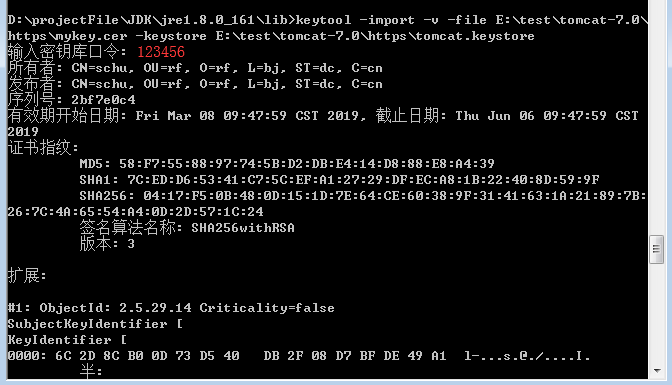 D:\projectFile\JDK\jre1.8.0_161\lib>keytool -import -v -file E:\test\tomcat-7.0\
https\mykey.cer -keystore E:\test\tomcat-7.0\https\tomcat.keystore
输入密钥库口令: 123456
所有者: CN=schu, OU=rf, O=rf, L=bj, ST=dc, C=cn
发布者: CN=schu, OU=rf, O=rf, L=bj, ST=dc, C=cn
序列号: 2bf7e0c4
有效期开始日期: Fri Mar 08 09:47:59 CST 2019, 截止日期: Thu Jun 06 09:47:59 CST
2019
证书指纹:
MD5: 58:F7:55:88:97:74:5B:D2:DB:E4:14:D8:88:E8:A4:39
SHA1: 7C:ED:D6:53:41:C7:5C:EF:A1:27:29:DF:EC:A8:1B:22:40:8D:59:9F
SHA256: 04:17:F5:0B:48:0D:15:1D:7E:64:CE:60:38:9F:31:41:63:1A:21:89:7B:
26:7C:4A:65:54:A4:0D:2D:57:1C:24
签名算法名称: SHA256withRSA
版本: 3
扩展:
#1: ObjectId: 2.5.29.14 Criticality=false
SubjectKeyIdentifier [
KeyIdentifier [
0000: 6C 2D 8C B0 0D 73 D5 40   DB 2F 08 D7 BF DE 49 A1  l-...s.@./....I.
半: